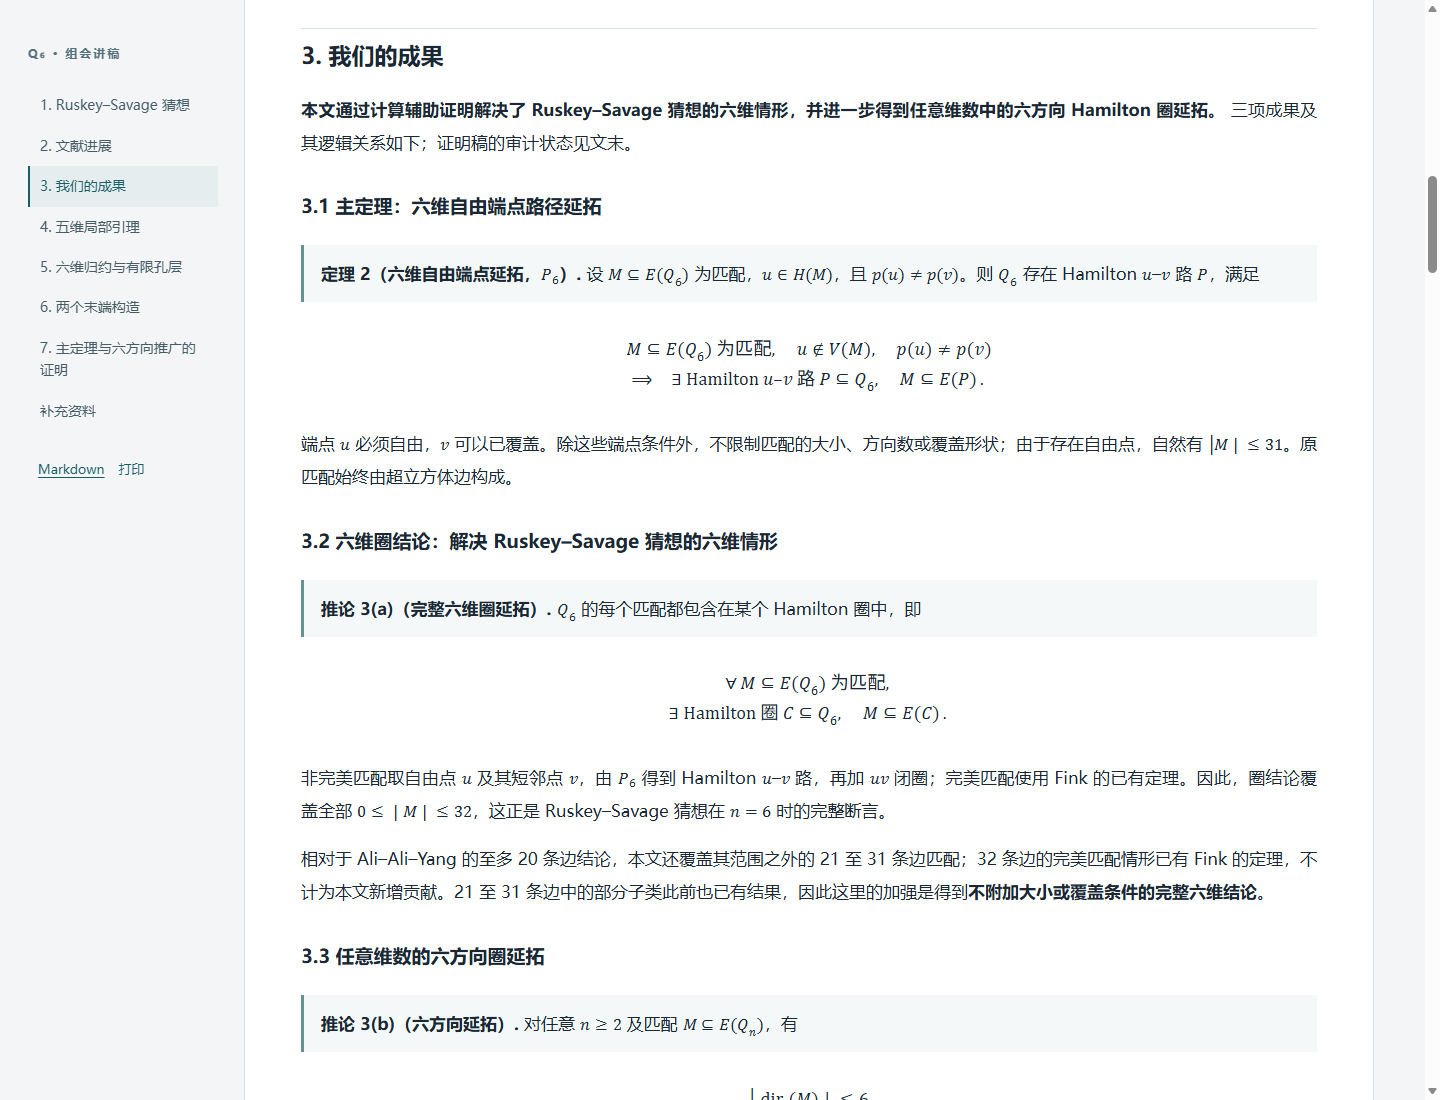 Q₆ · 组会讲稿
1. Ruskey–Savage 猜想
2. 文献进展
3. 我们的成果
4. 五维局部引理
5. 六维归约与有限孔层
6. 两个末端构造
7. 主定理与六方向推广的
证明
补充资料
Markdown 打印
3. 我们的成果
本文通过计算辅助证明解决了 Ruskey–Savage 猜想的六维情形，并进一步得到任意维数中的六方向 Hamilton 圈延拓。 三项成果及
其逻辑关系如下；证明稿的审计状态见文末。
3.1 主定理：六维自由端点路径延拓
定理 2（六维自由端点延拓，P₆）. 设 M ⊆ E(Q₆) 为匹配，u ∈ H(M)，且 p(u) ≠ p(v)。则 Q₆ 存在 Hamilton u–v 路 P，满足
M ⊆ E(Q₆) 为匹配, u ∉ V(M), p(u) ≠ p(v)
⟹ ∃ Hamilton u–v 路 P ⊆ Q₆, M ⊆ E(P).
端点 u 必须自由，v 可以已覆盖。除这些端点条件外，不限制匹配的大小、方向数或覆盖形状；由于存在自由点，自然有 |M| ≤ 31。原
匹配始终由超立方体边构成。
3.2 六维圈结论：解决 Ruskey–Savage 猜想的六维情形
推论 3(a)（完整六维圈延拓）. Q₆ 的每个匹配都包含在某个 Hamilton 圈中，即
∀ M ⊆ E(Q₆) 为匹配,
∃ Hamilton 圈 C ⊆ Q₆, M ⊆ E(C).
非完美匹配取自由点 u 及其短邻点 v，由 P₆ 得到 Hamilton u–v 路，再加 uv 闭圈；完美匹配使用 Fink 的已有定理。因此，圈结论覆
盖全部 0 ≤ |M| ≤ 32，这正是 Ruskey–Savage 猜想在 n = 6 时的完整断言。
相对于 Ali–Ali–Yang 的至多 20 条边结论，本文还覆盖其范围之外的 21 至 31 条边匹配；32 条边的完美匹配情形已有 Fink 的定理，不
计为本文新增贡献。21 至 31 条边中的部分子类此前也已有结果，因此这里的加强是得到不附加大小或覆盖条件的完整六维结论。
3.3 任意维数的六方向圈延拓
推论 3(b)（六方向延拓）. 对任意 n ≥ 2 及匹配 M ⊆ E(Qₙ)，有
| dir (M) | ≤ 6